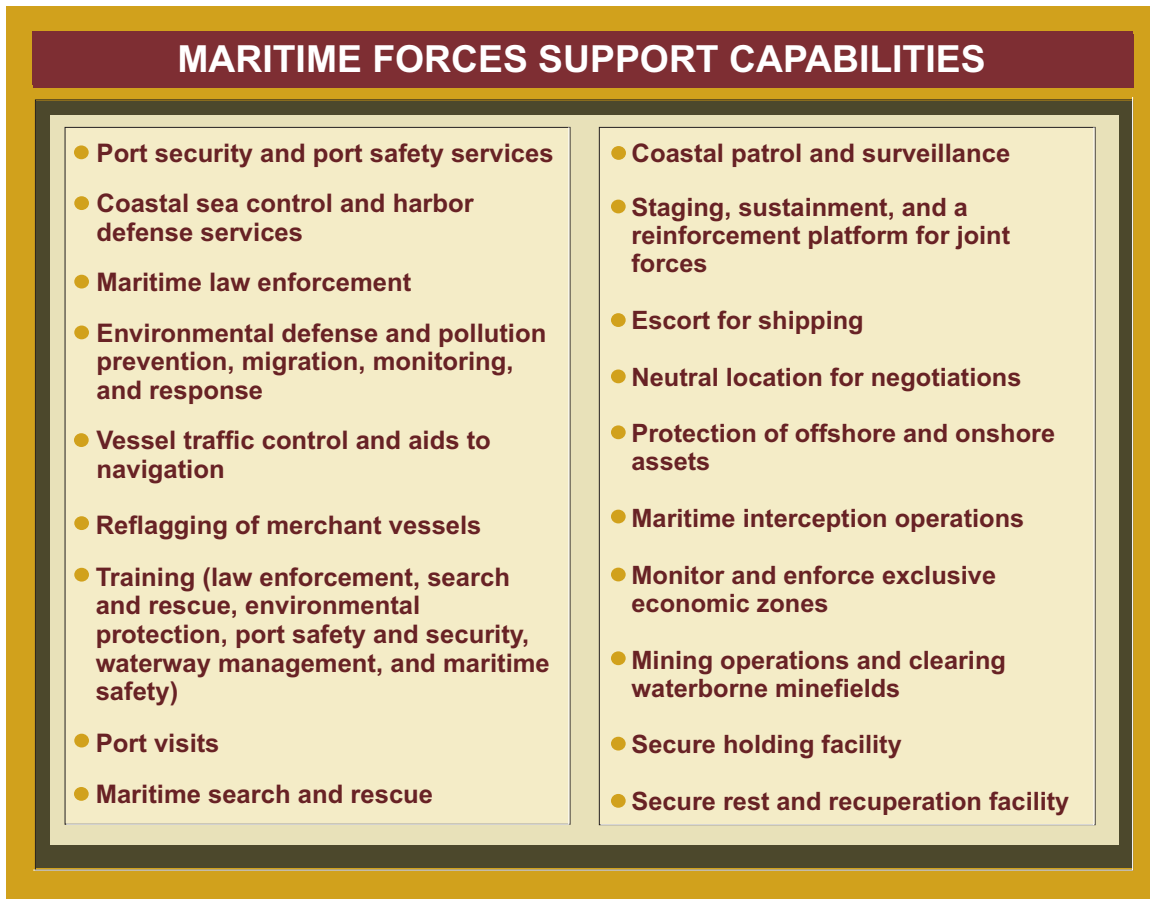 MARITIME FORCES SUPPORT CAPABILITIES
Port security and port safety services
Coastal sea control and harbor
defense services
Maritime law enforcement
Environmental defense and pollution
prevention, migration, monitoring,
and response
Vessel traffic control and aids to
navigation
Reflagging of merchant vessels
Training (law enforcement, search
and rescue, environmental
protection, port safety and security,
waterway management, and maritime
safety)
Port visits
Maritime search and rescue
Coastal patrol and surveillance
Staging, sustainment, and a
reinforcement platform for joint
forces
Escort for shipping
Neutral location for negotiations
Protection of offshore and onshore
assets
Maritime interception operations
Monitor and enforce exclusive
economic zones
Mining operations and clearing
waterborne minefields
Secure holding facility
Secure rest and recuperation facility